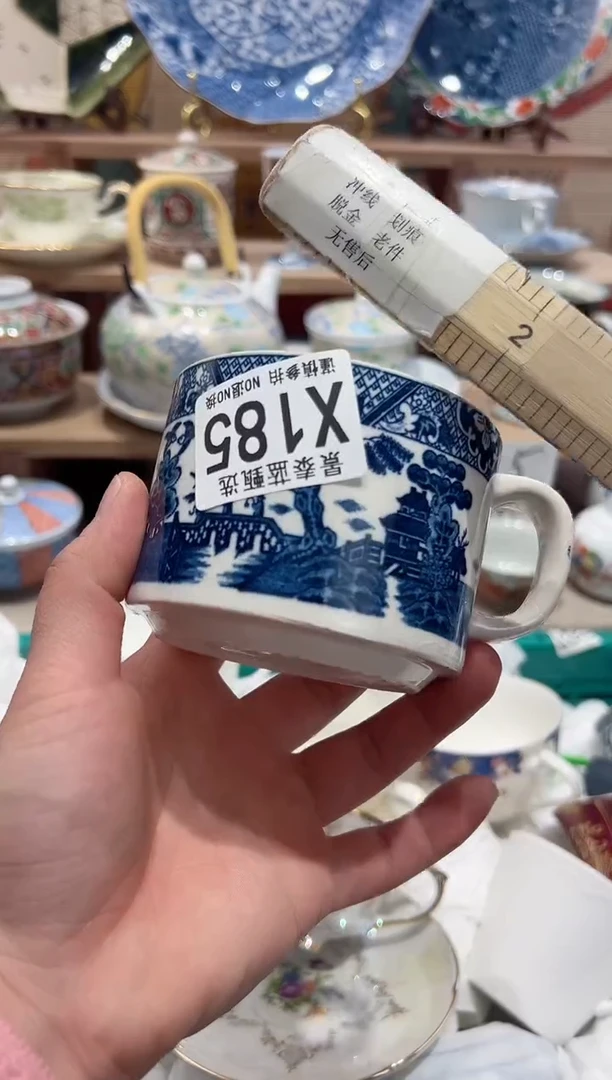 冲线
脱金 划痕
无售后 老件
2
景泰蓝甄选
X185
NO退NO换 谨慎参拍